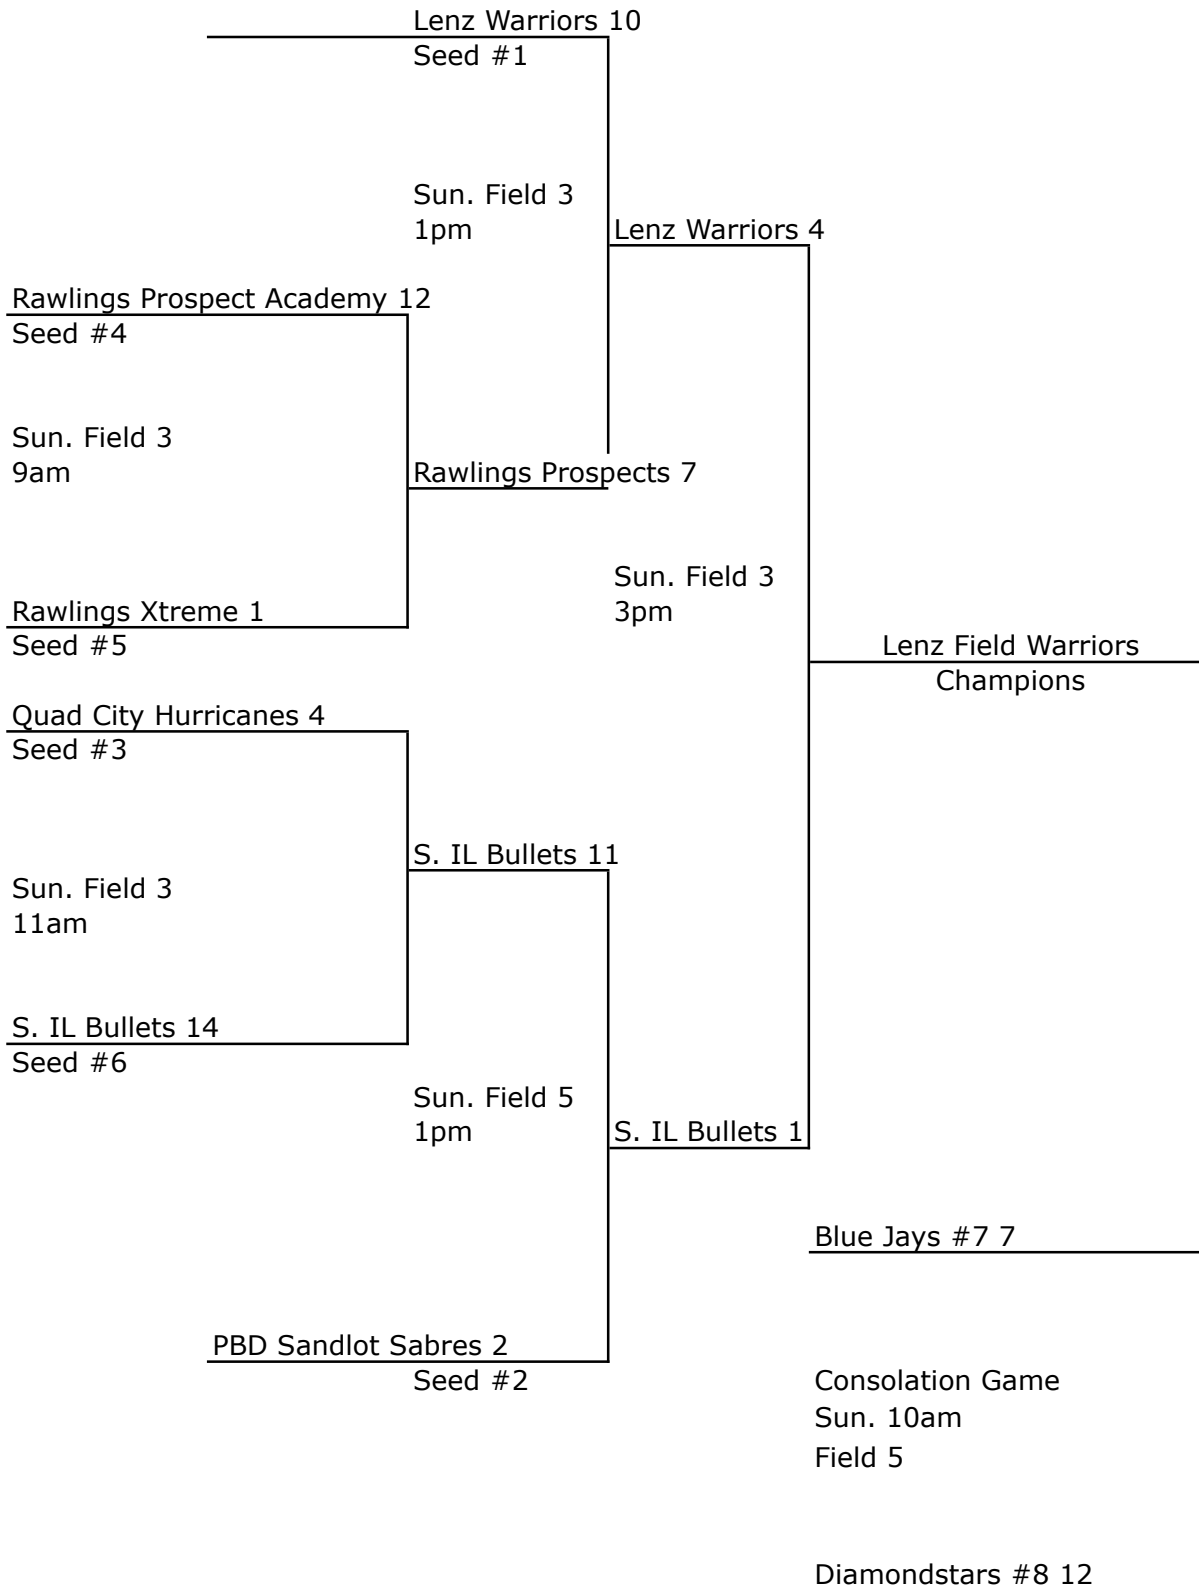 Lenz Warriors 10
Seed #1
Sun. Field 3
1pm
Lenz Warriors 4
Rawlings Prospect Academy 12
Seed #4
Sun. Field 3
9am
Rawlings Prospects 7
Sun. Field 3
3pm
Rawlings Xtreme 1
Seed #5
Lenz Field Warriors
Champions
Quad City Hurricanes 4
Seed #3
S. IL Bullets 11
Sun. Field 3
11am
S. IL Bullets 14
Seed #6
Sun. Field 5
1pm
S. IL Bullets 1
Blue Jays #7 7
PBD Sandlot Sabres 2
Seed #2
Consolation Game
Sun. 10am
Field 5
Diamondstars #8 12